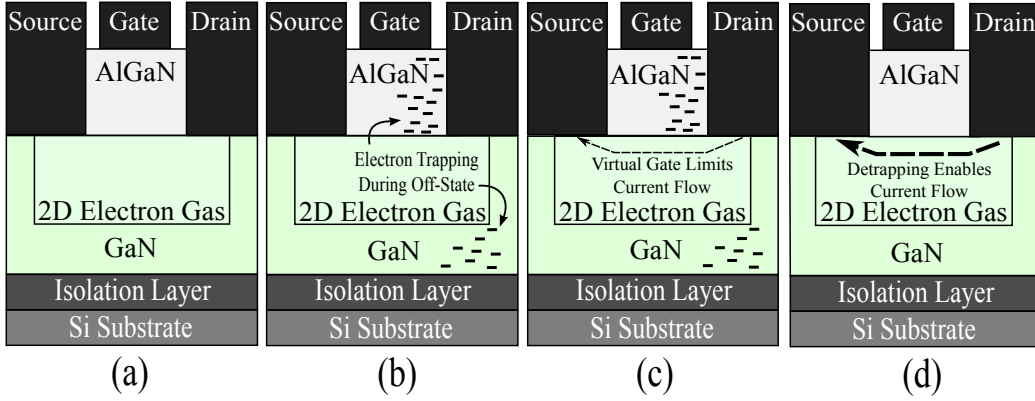 Source Gate Drain
AlGaN
2D Electron Gas
GaN
Isolation Layer
Si Substrate
(a)
Source Gate Drain
AlGaN
Electron Trapping
During Off-State
2D Electron Gas
GaN
Isolation Layer
Si Substrate
(b)
Source Gate Drain
AlGaN
Virtual Gate Limits
Current Flow
2D Electron Gas
GaN
Isolation Layer
Si Substrate
(c)
Source Gate Drain
AlGaN
Detrapping Enables
Current Flow
2D Electron Gas
GaN
Isolation Layer
Si Substrate
(d)